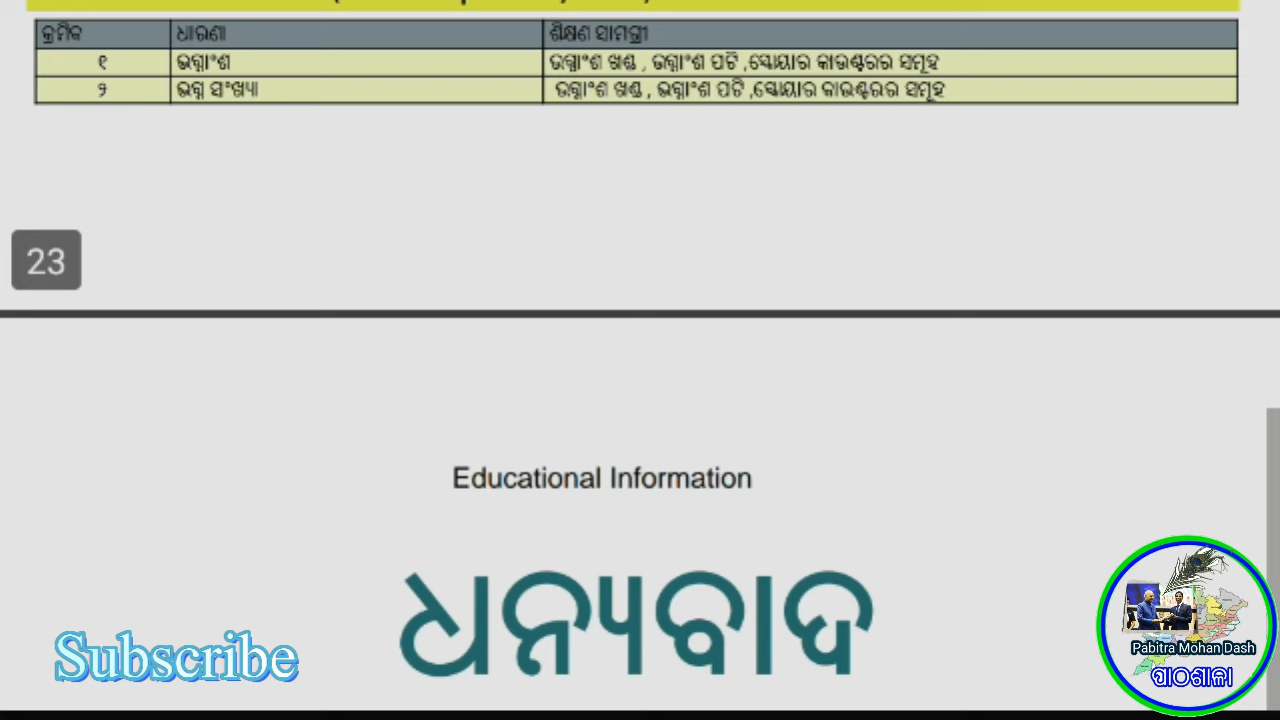 କ୍ରମିକ ଧାରଣା ଶିକ୍ଷଣ ସାମଗ୍ରୀ
୧ ଭଗ୍ନାଂଶ ଭଗ୍ନାଂଶ ଖଣ୍ଡ , ଭଗ୍ନାଂଶ ପଟି ,ସ୍କୋୟାର କାଉଣ୍ଟରର ସମୂହ
୨ ଭଗ୍ନ ସଂଖ୍ୟା ଭଗ୍ନାଂଶ ଖଣ୍ଡ , ଭଗ୍ନାଂଶ ପଟି ,ସ୍କୋୟାର କାଉଣ୍ଟରର ସମୂହ
23
Educational Information
ଧନ୍ୟବାଦ
Subscribe
Pabitra Mohan Dash
ପାଠଶାଳା